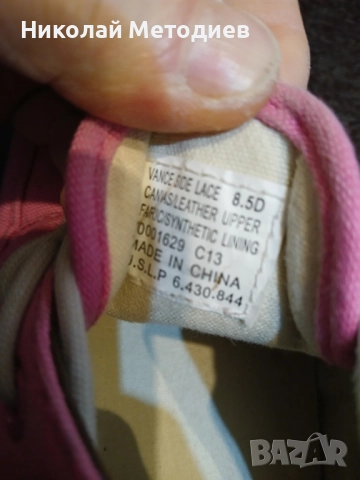 Николай Методиев
VANCE SIDE LACE 8.5D
CANVAS/LEATHER UPPER
FABRIC/SYNTHETIC LINING
D001629 C13
MADE IN CHINA
U.S.L.P 6.430.844
BAZAR